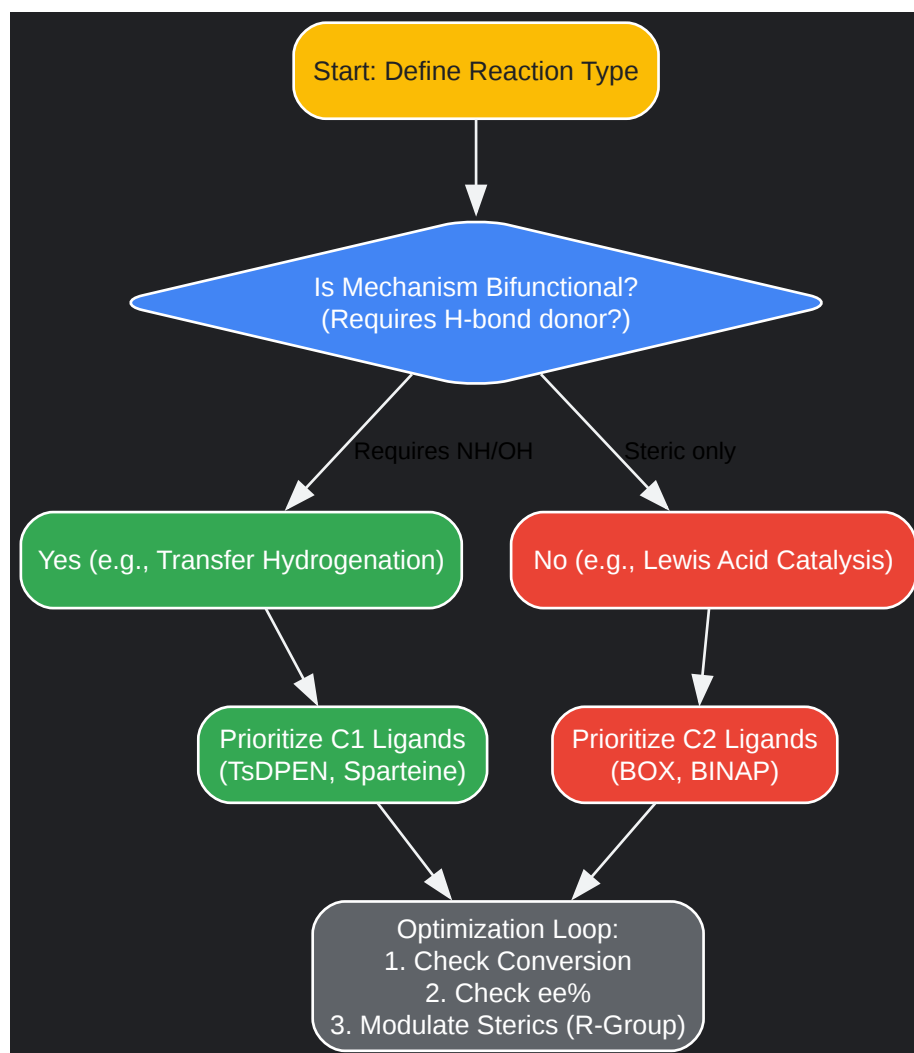 Start: Define Reaction Type
Is Mechanism Bifunctional?
(Requires H-bond donor?)
Requires NH/OH
Steric only
Yes (e.g., Transfer Hydrogenation)
No (e.g., Lewis Acid Catalysis)
Prioritize C1 Ligands
(TsDPEN, Sparteine)
Prioritize C2 Ligands
(BOX, BINAP)
Optimization Loop:
1. Check Conversion
2. Check ee%
3. Modulate Sterics (R-Group)